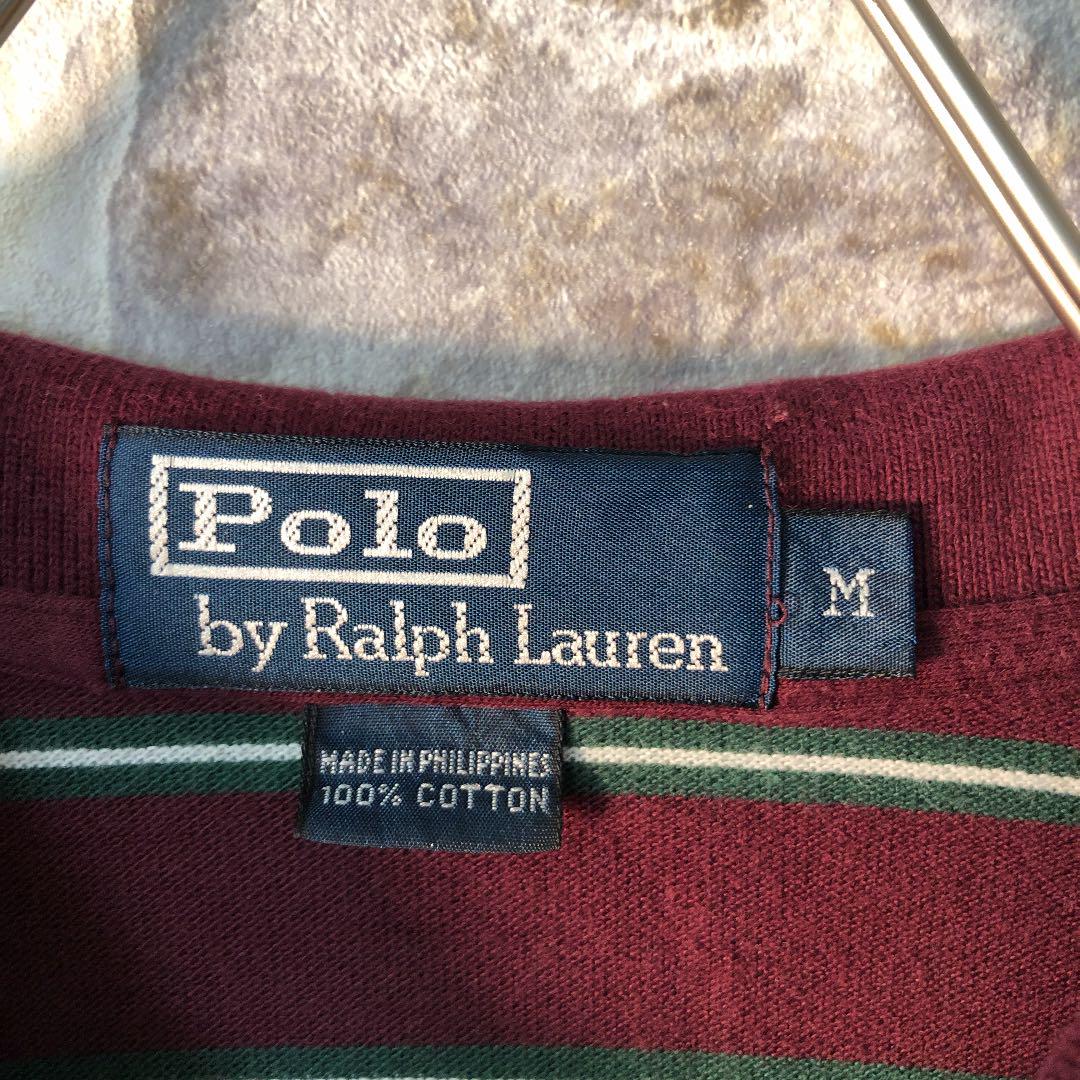 Polo
by Ralph Lauren
M
MADE IN PHILIPPINES
100% COTTON